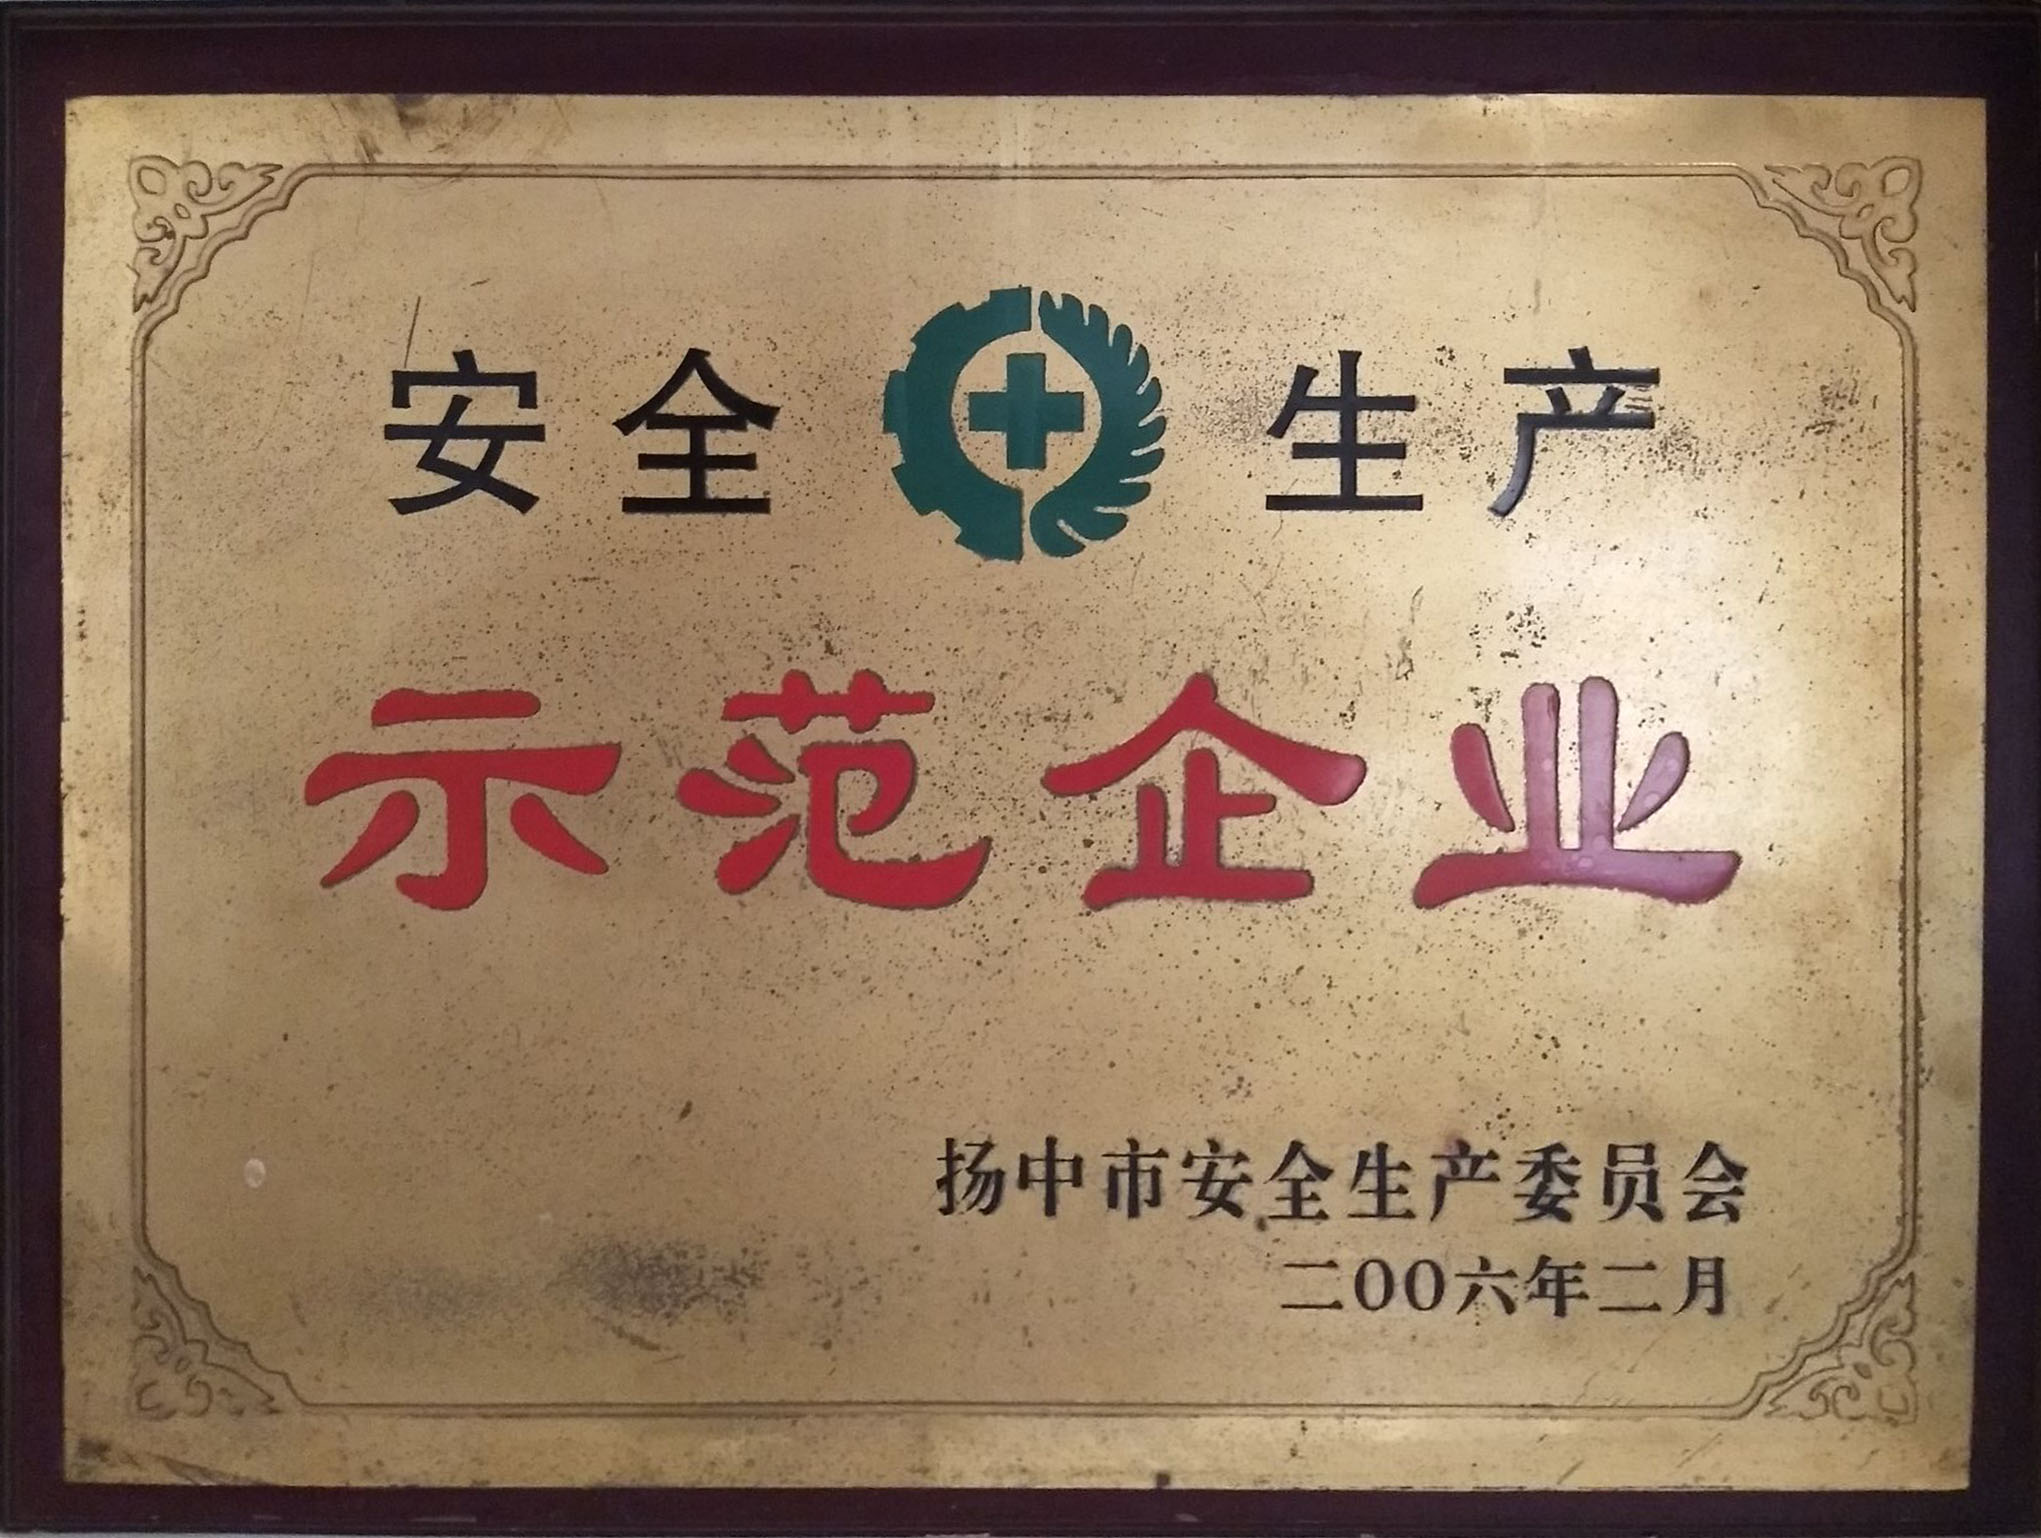 安全生产
示范企业
扬中市安全生产委员会
二00六年二月